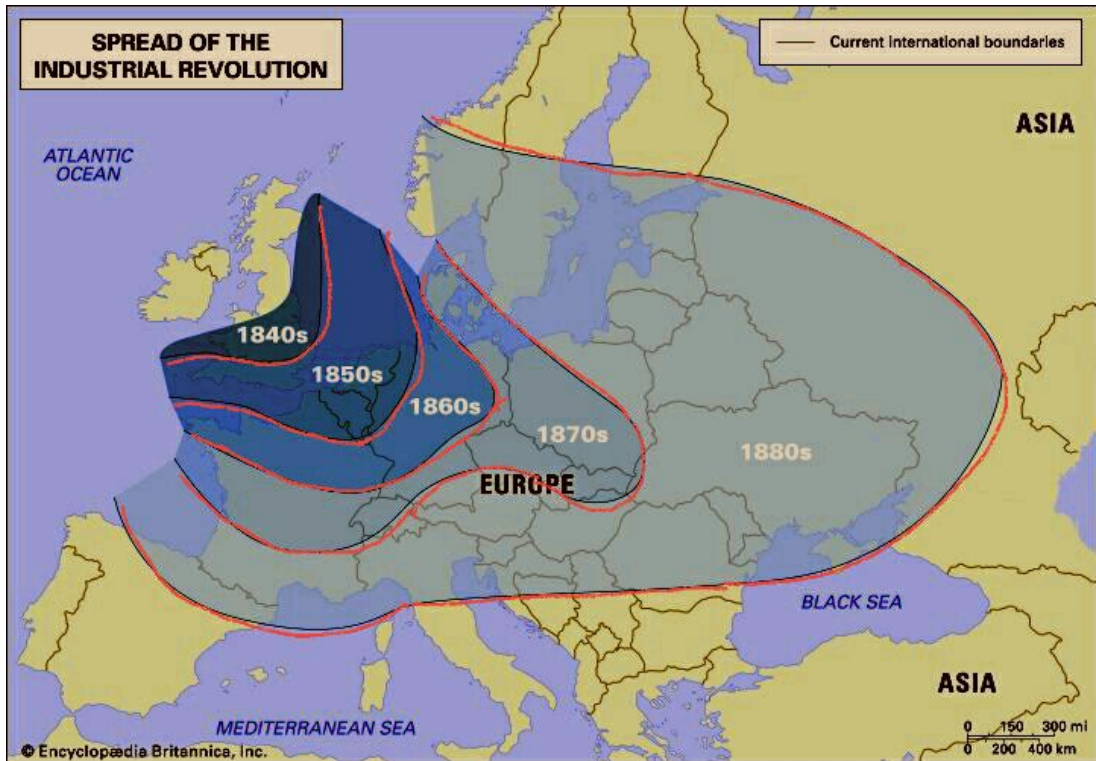 SPREAD OF THE
INDUSTRIAL REVOLUTION
Current international boundaries
ASIA
ATLANTIC
OCEAN
1840s
1850s
1860s
1870s
1880s
EUROPE
BLACK SEA
ASIA
MEDITERRANEAN SEA
0 150 300 mi
0 200 400 km
© Encyclopædia Britannica, Inc.